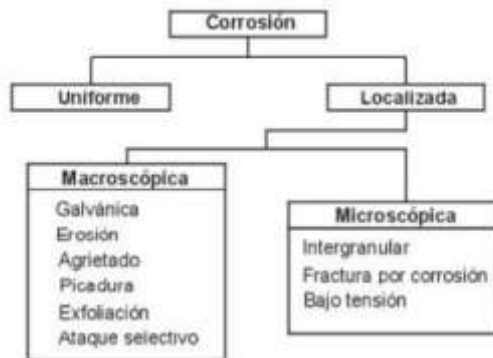 Corrosión
Uniforme
Localizada
Macroscópica
Galvánica
Erosión
Agrietado
Picadura
Exfoliación
Ataque selectivo
Microscópica
Intergranular
Fractura por corrosión
Bajo tensión